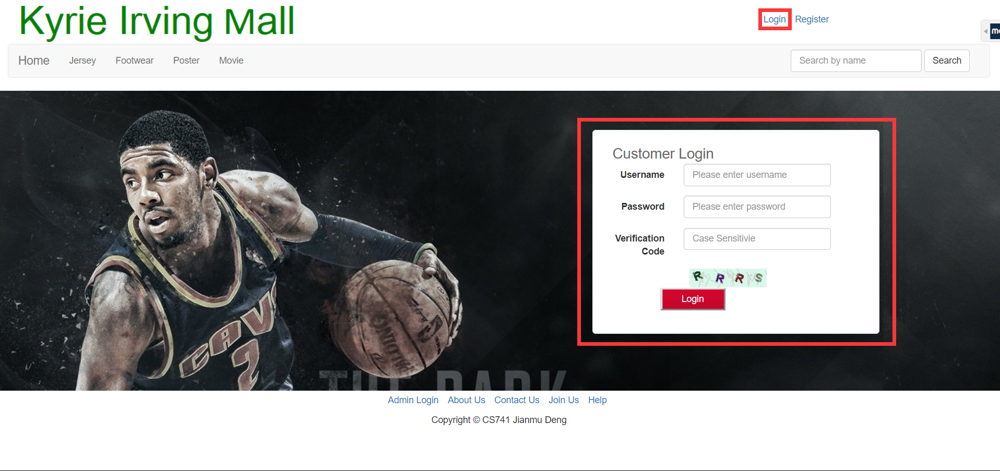 Kyrie Irving Mall
Login Register
Home Jersey Footwear Poster Movie Search by name Search
Customer Login
Username Please enter username
Password Please enter password
Verification Code Case Sensitivie
R R R S
Login
CAV
2
THE DARK
Admin Login About Us Contact Us Join Us Help
Copyright © CS741 Jianmu Deng